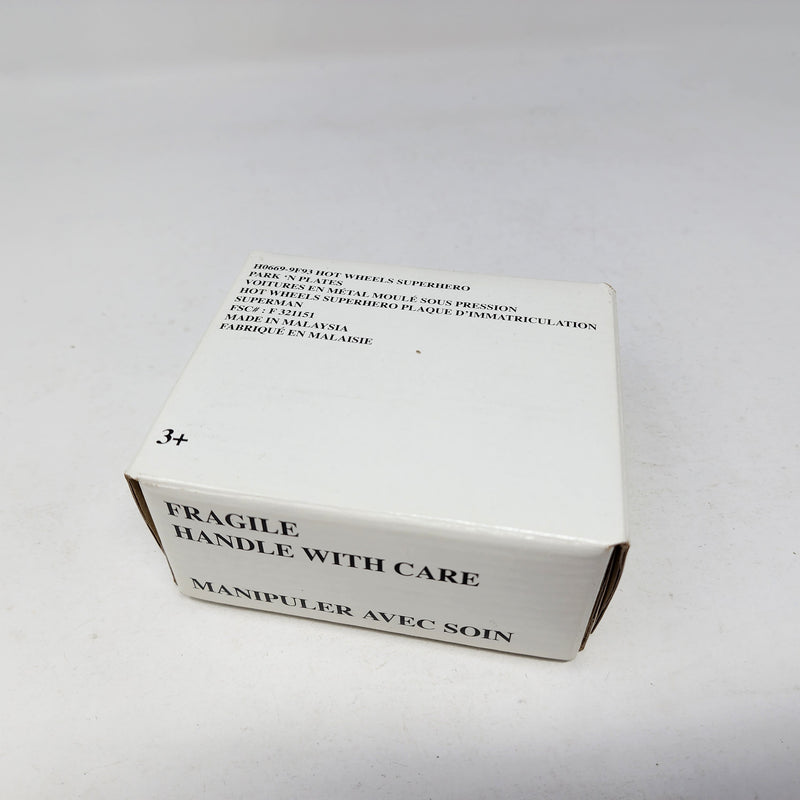 H0669-9F93 HOT WHEELS SUPERHERO
PARK 'N PLATES
VOITURES EN MÉTAL MOULÉ SOUS PRESSION
HOT WHEELS SUPERHERO PLAQUE D'IMMATRICULATION
SUPERMAN
FSC# : F 321151
MADE IN MALAYSIA
FABRIQUÉ EN MALAISIE
3+
FRAGILE
HANDLE WITH CARE
MANIPULER AVEC SOIN